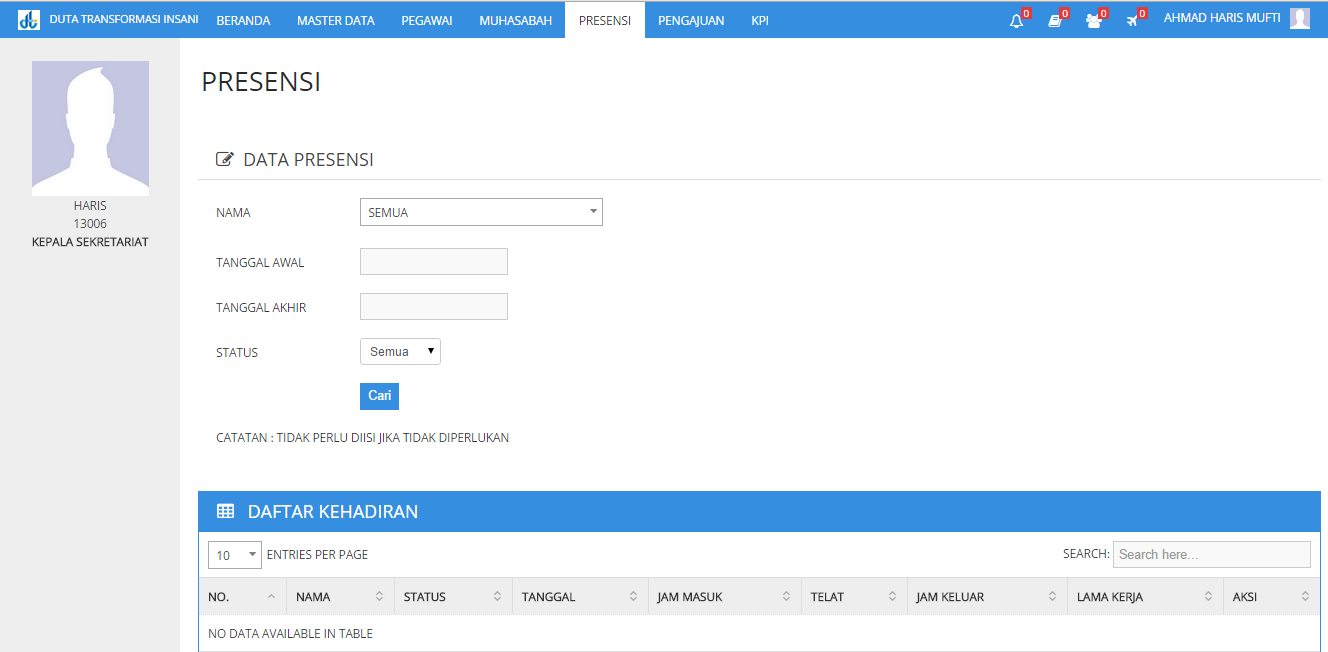 DUTA TRANSFORMASI INSANI BERANDA MASTER DATA PEGAWAI MUHASABAH PRESENSI PENGAJUAN KPI 0 0 0 0 AHMAD HARIS MUFTI
HARIS
13006
KEPALA SEKRETARIAT
PRESENSI
DATA PRESENSI
NAMA SEMUA
TANGGAL AWAL
TANGGAL AKHIR
STATUS Semua
Cari
CATATAN : TIDAK PERLU DIISI JIKA TIDAK DIPERLUKAN
DAFTAR KEHADIRAN
10 ENTRIES PER PAGE SEARCH: Search here...
NO. NAMA STATUS TANGGAL JAM MASUK TELAT JAM KELUAR LAMA KERJA AKSI
NO DATA AVAILABLE IN TABLE